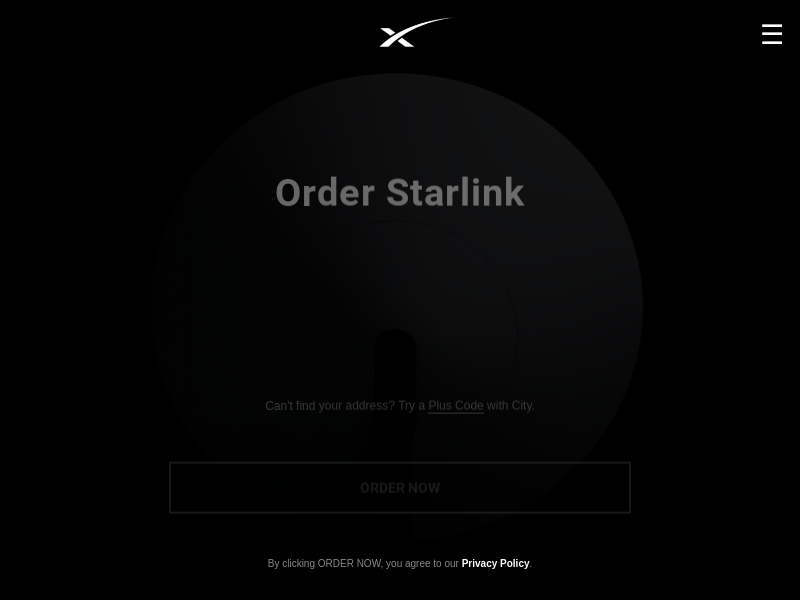 Order Starlink
Can't find your address? Try a Plus Code with City.
ORDER NOW
By clicking ORDER NOW, you agree to our Privacy Policy.